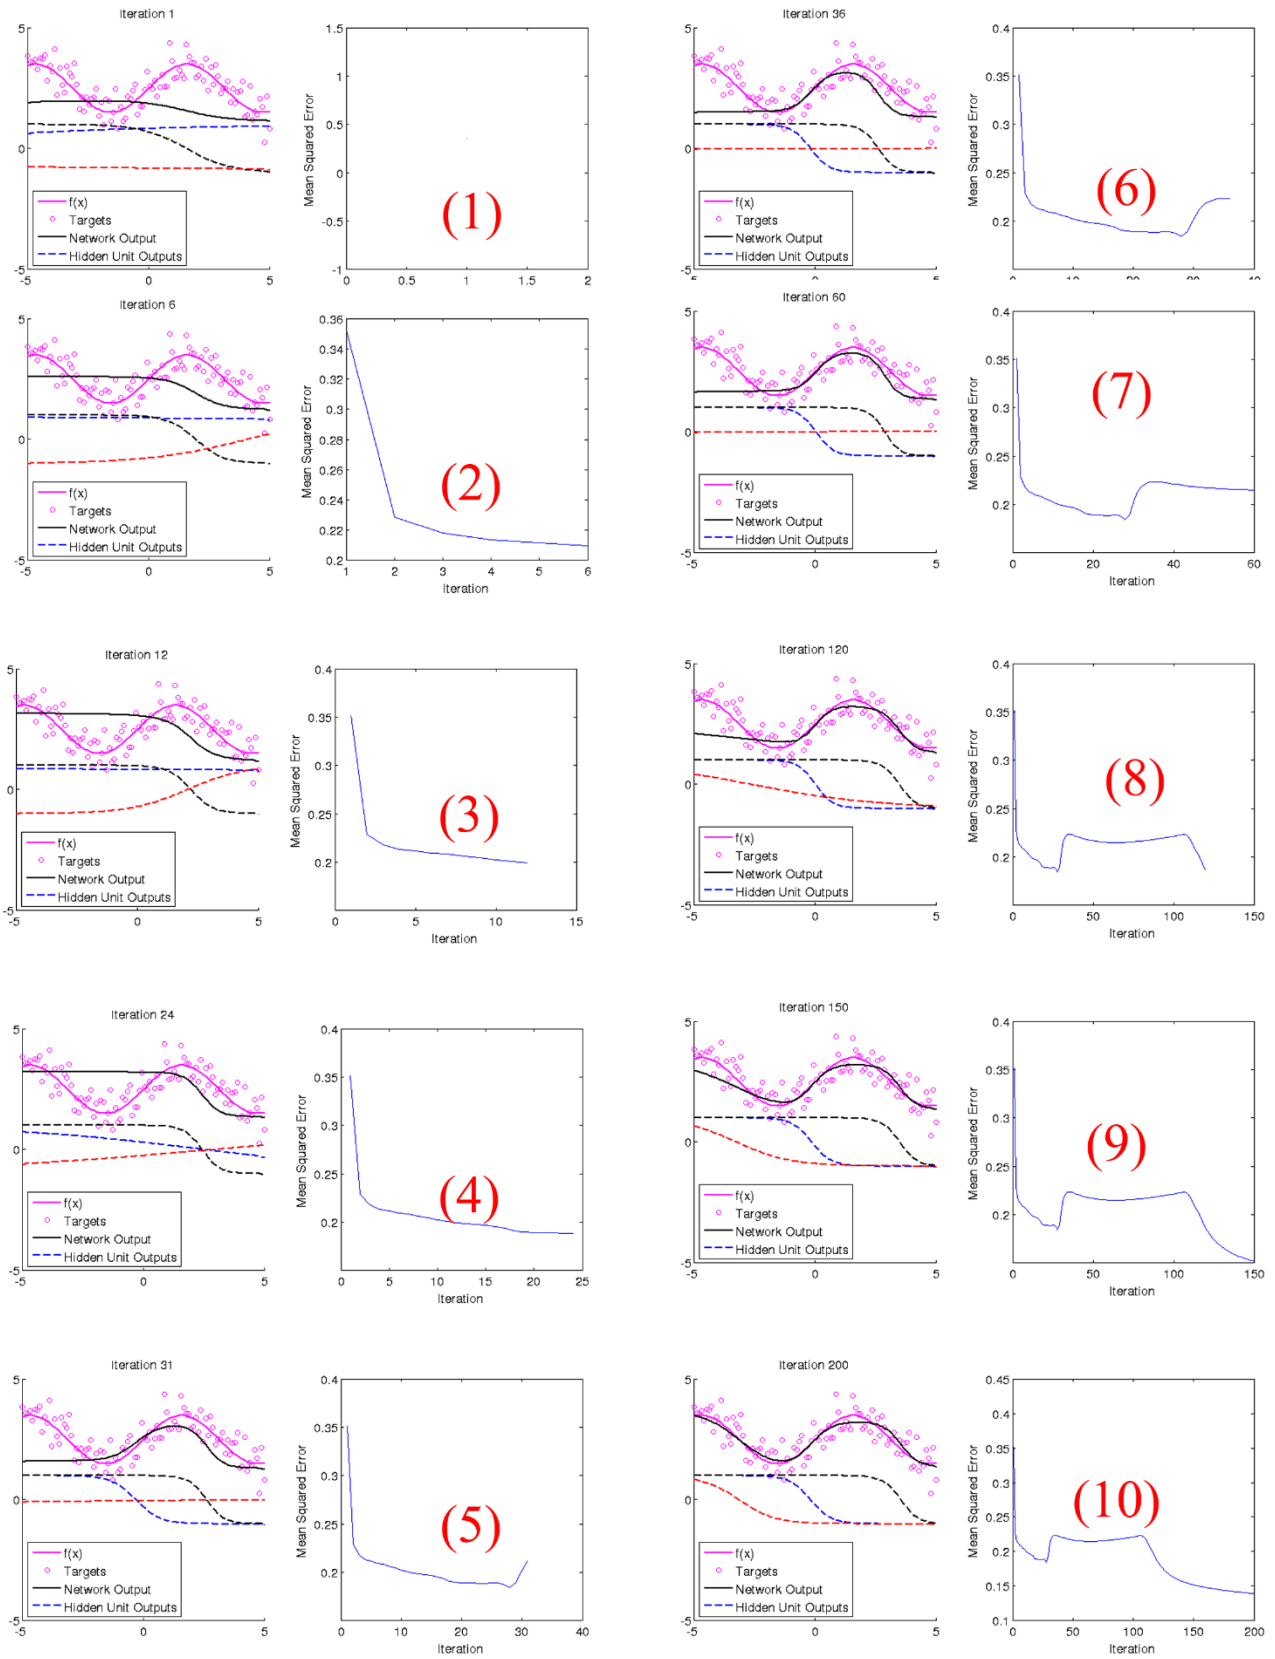 Iteration 1
5
0
-5
-5
0
5
f(x)
Targets
Network Output
Hidden Unit Outputs
Mean Squared Error
1.5
1
0.5
0
-0.5
-1
0
0.5
1
1.5
2
(1)
Iteration 6
5
0
-5
-5
0
5
f(x)
Targets
Network Output
Hidden Unit Outputs
Mean Squared Error
0.36
0.34
0.32
0.3
0.28
0.26
0.24
0.22
0.2
1
2
3
4
5
6
Iteration
(2)
Iteration 12
5
0
-5
-5
0
5
f(x)
Targets
Network Output
Hidden Unit Outputs
Mean Squared Error
0.4
0.35
0.3
0.25
0.2
0
5
10
15
Iteration
(3)
Iteration 24
5
0
-5
-5
0
5
f(x)
Targets
Network Output
Hidden Unit Outputs
Mean Squared Error
0.4
0.35
0.3
0.25
0.2
0
5
10
15
20
25
Iteration
(4)
Iteration 31
5
0
-5
-5
0
5
f(x)
Targets
Network Output
Hidden Unit Outputs
Mean Squared Error
0.4
0.35
0.3
0.25
0.2
0
10
20
30
40
Iteration
(5)
Iteration 36
5
0
-5
-5
0
5
f(x)
Targets
Network Output
Hidden Unit Outputs
Mean Squared Error
0.4
0.35
0.3
0.25
0.2
0
10
20
30
40
(6)
Iteration 60
5
0
-5
-5
0
5
f(x)
Targets
Network Output
Hidden Unit Outputs
Mean Squared Error
0.4
0.35
0.3
0.25
0.2
0
20
40
60
Iteration
(7)
Iteration 120
5
0
-5
-5
0
5
f(x)
Targets
Network Output
Hidden Unit Outputs
Mean Squared Error
0.4
0.35
0.3
0.25
0.2
0
50
100
150
Iteration
(8)
Iteration 150
5
0
-5
-5
0
5
f(x)
Targets
Network Output
Hidden Unit Outputs
Mean Squared Error
0.4
0.35
0.3
0.25
0.2
0
50
100
150
Iteration
(9)
Iteration 200
5
0
-5
-5
0
5
f(x)
Targets
Network Output
Hidden Unit Outputs
Mean Squared Error
0.45
0.4
0.35
0.3
0.25
0.2
0.15
0.1
0
50
100
150
200
Iteration
(10)